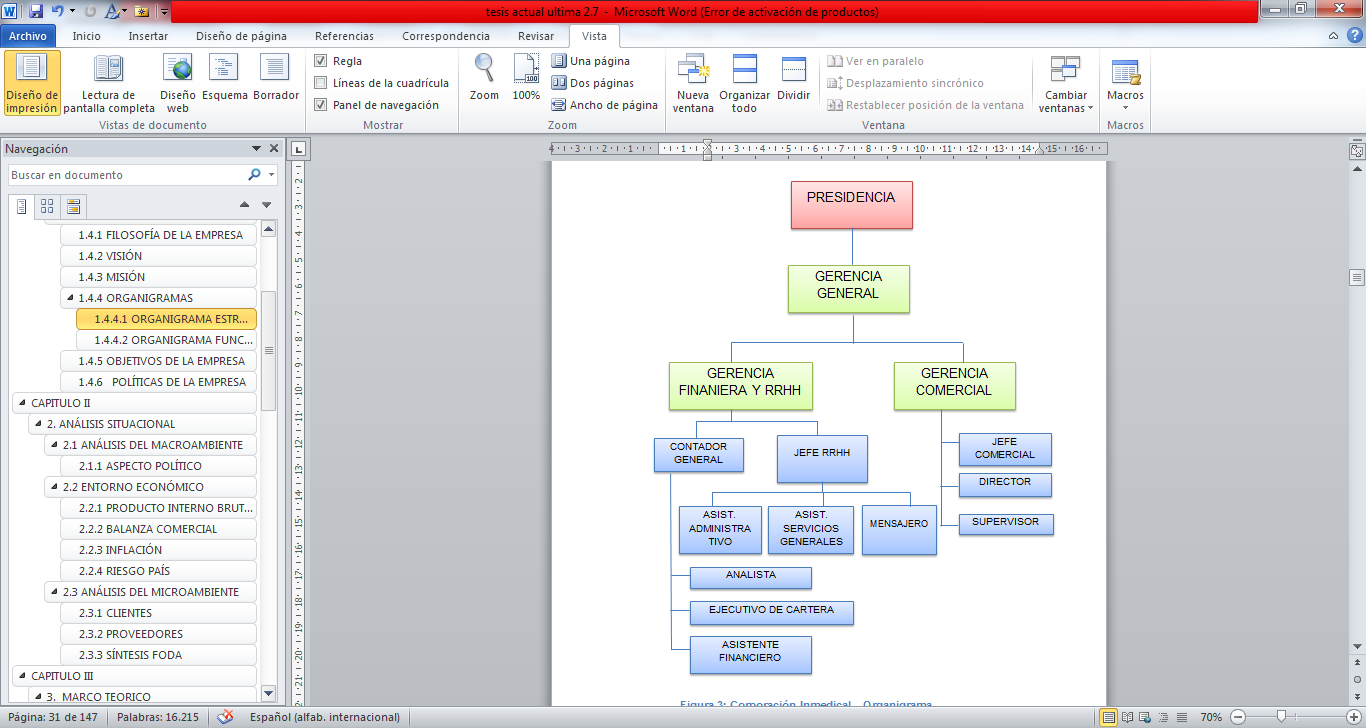 tesis actual ultima 2.7 - Microsoft Word (Error de activación de productos)
Archivo Inicio Insertar Diseño de página Referencias Correspondencia Revisar Vista
Diseño de impresión
Lectura de pantalla completa
Diseño web
Esquema
Borrador
Vistas de documento
Regla
Líneas de la cuadrícula
Panel de navegación
Mostrar
Zoom
100%
Una página
Dos páginas
Ancho de página
Zoom
Nueva ventana
Organizar todo
Dividir
Ver en paralelo
Desplazamiento sincrónico
Restablecer posición de la ventana
Ventana
Cambiar ventanas
Macros
Macros
Navegación
Buscar en documento
1.4.1 FILOSOFÍA DE LA EMPRESA
1.4.2 VISIÓN
1.4.3 MISIÓN
1.4.4 ORGANIGRAMAS
1.4.4.1 ORGANIGRAMA ESTR...
1.4.4.2 ORGANIGRAMA FUNC...
1.4.5 OBJETIVOS DE LA EMPRESA
1.4.6 POLÍTICAS DE LA EMPRESA
CAPITULO II
2. ANÁLISIS SITUACIONAL
2.1 ANÁLISIS DEL MACROAMBIENTE
2.1.1 ASPECTO POLÍTICO
2.2 ENTORNO ECONÓMICO
2.2.1 PRODUCTO INTERNO BRUT...
2.2.2 BALANZA COMERCIAL
2.2.3 INFLACIÓN
2.2.4 RIESGO PAÍS
2.3 ANÁLISIS DEL MICROAMBIENTE
2.3.1 CLIENTES
2.3.2 PROVEEDORES
2.3.3 SÍNTESIS FODA
CAPITULO III
3. MARCO TEORICO
PRESIDENCIA
GERENCIA
GENERAL
GERENCIA
FINANIERA Y RRHH
GERENCIA
COMERCIAL
CONTADOR
GENERAL
JEFE RRHH
JEFE
COMERCIAL
DIRECTOR
SUPERVISOR
ASIST.
ADMINISTRA
TIVO
ASIST.
SERVICIOS
GENERALES
MENSAJERO
ANALISTA
EJECUTIVO DE CARTERA
ASISTENTE
FINANCIERO
Figura 3: Corporación Inmedical - Organigrama
Página: 31 de 147 Palabras: 16.215 Español (alfab. internacional) 70%